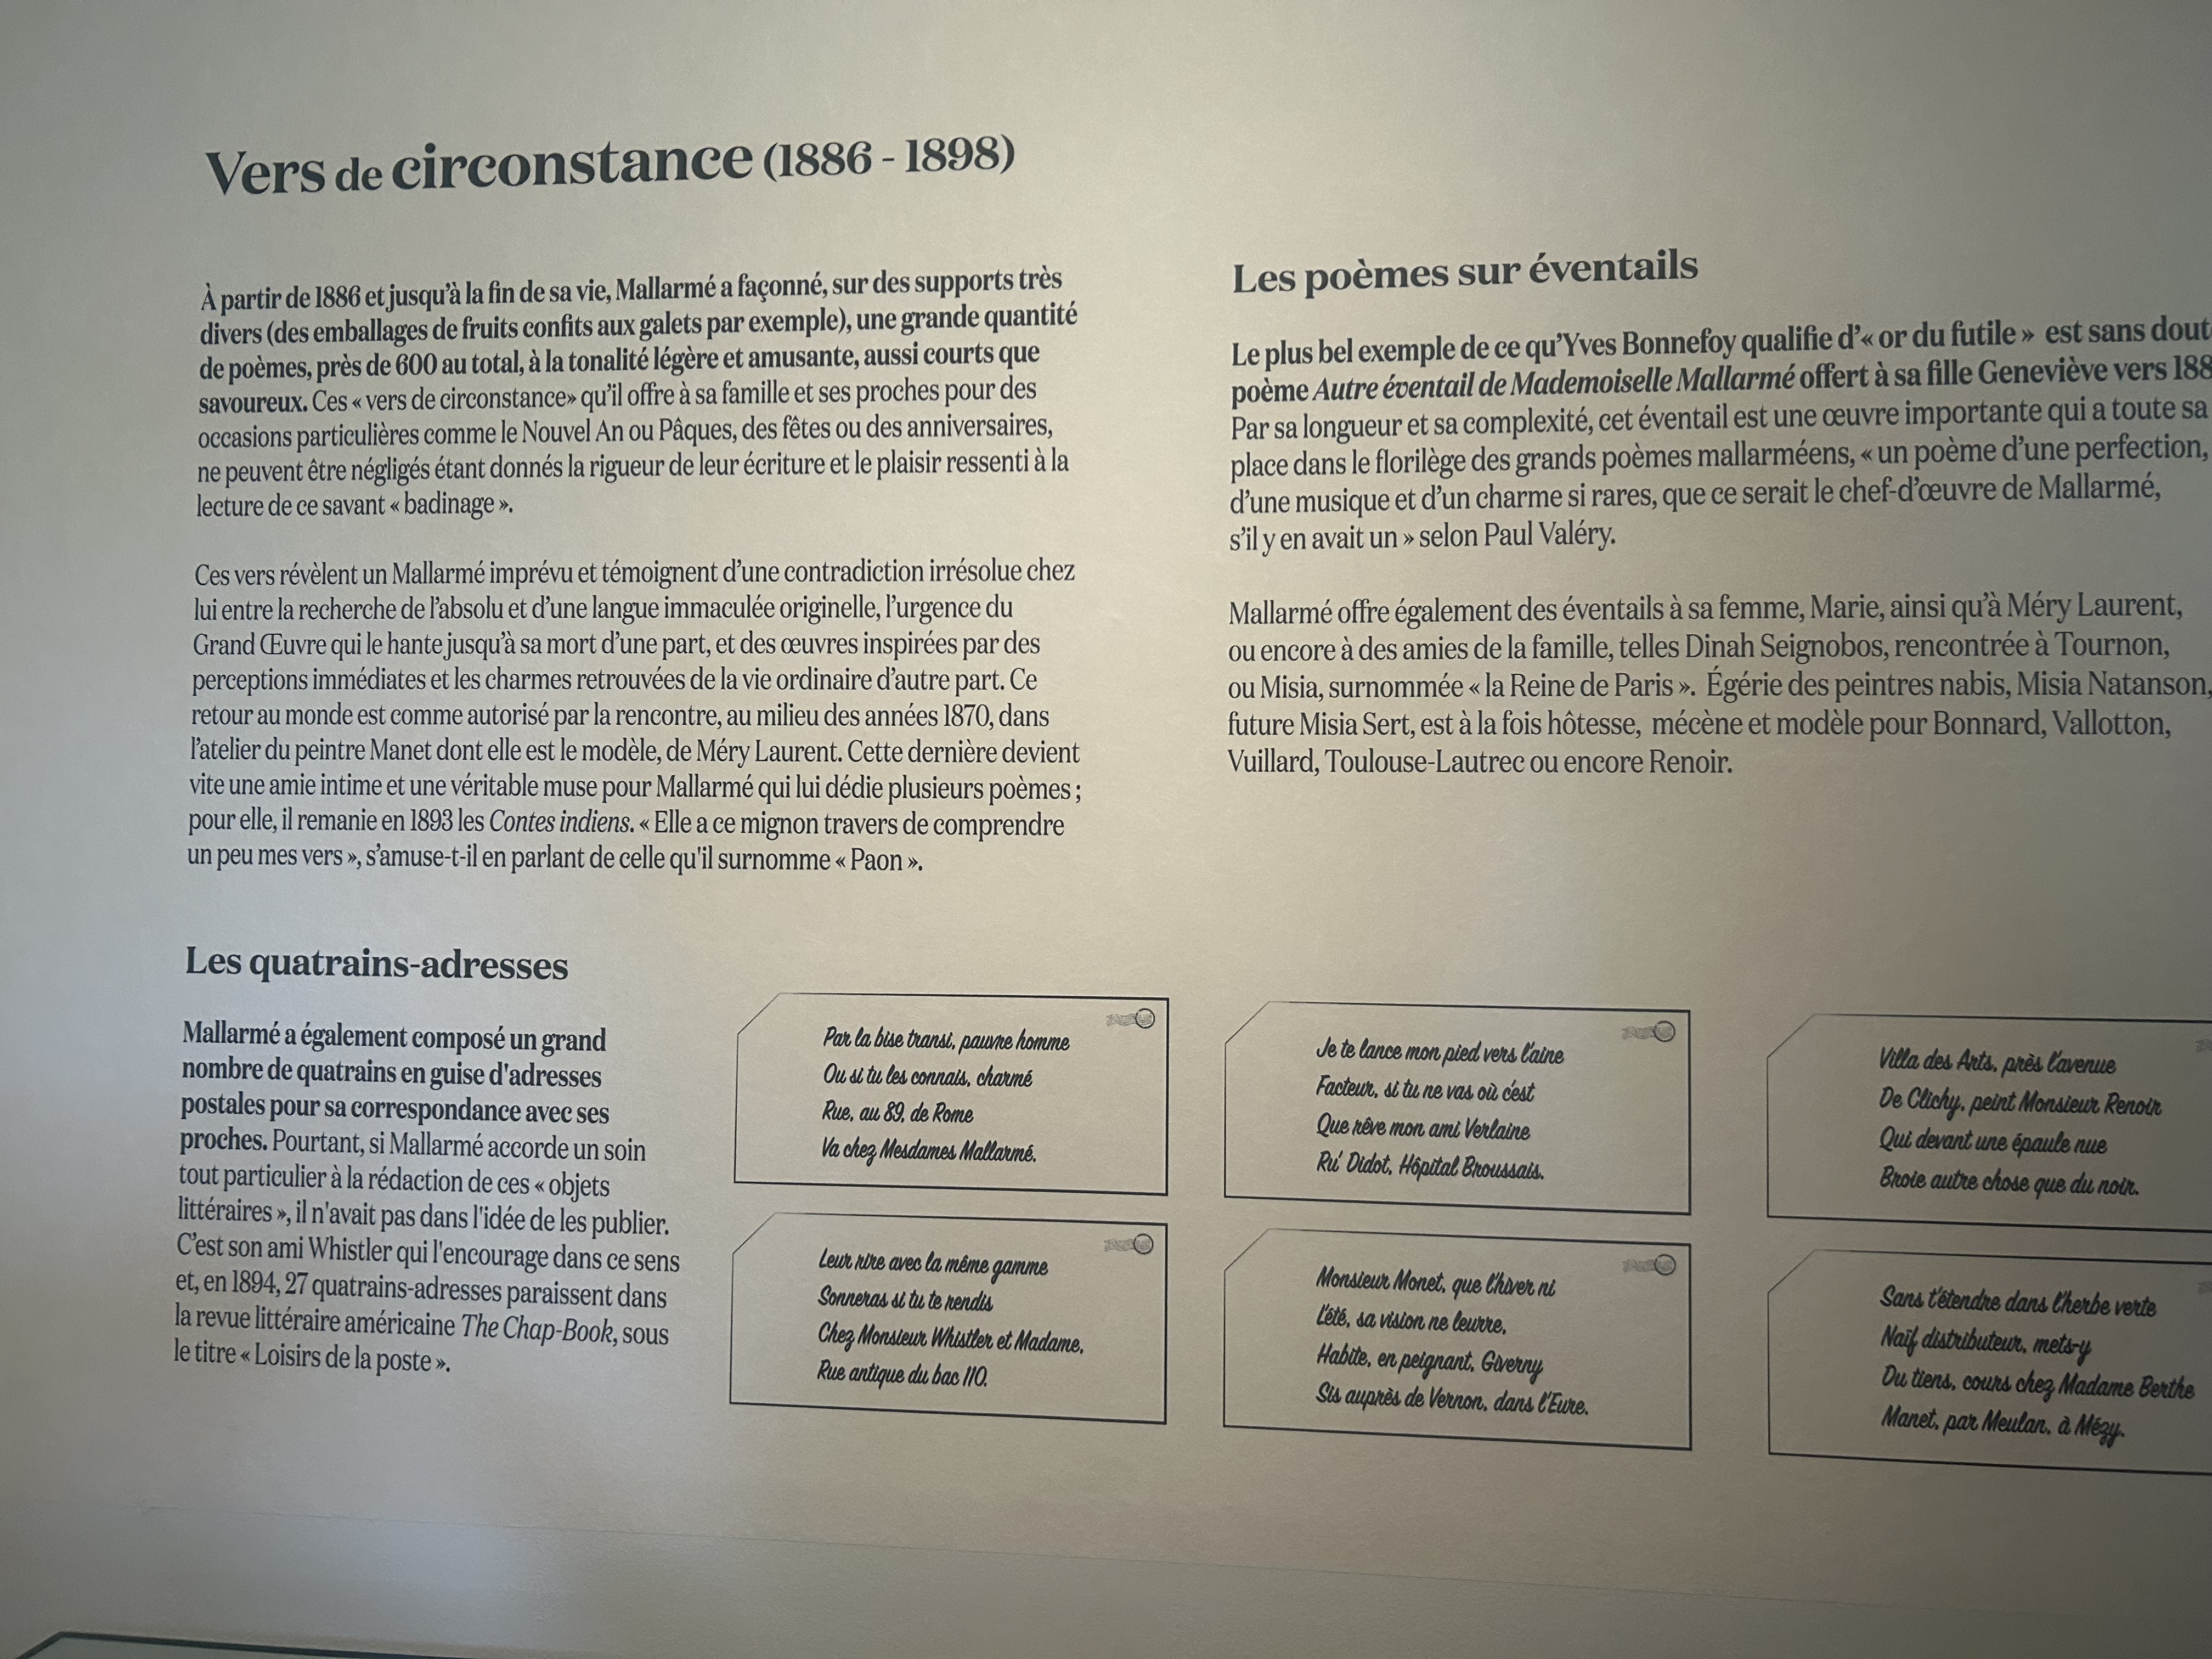 Vers de circonstance (1886 - 1898)
À partir de 1886 et jusqu'à la fin de sa vie, Mallarmé a façonné, sur des supports très
divers (des emballages de fruits confits aux galets par exemple), une grande quantité
de poèmes, près de 600 au total, à la tonalité légère et amusante, aussi courts que
savoureux. Ces « vers de circonstance» qu'il offre à sa famille et ses proches pour des
occasions particulières comme le Nouvel An ou Pâques, des fêtes ou des anniversaires,
ne peuvent être négligés étant donnés la rigueur de leur écriture et le plaisir ressenti à la
lecture de ce savant « badinage ».
Ces vers révèlent un Mallarmé imprévu et témoignent d'une contradiction irrésolue chez
lui entre la recherche de l'absolu et d'une langue immaculée originelle, l'urgence du
Grand Œuvre qui le hante jusqu'à sa mort d'une part, et des œuvres inspirées par des
perceptions immédiates et les charmes retrouvées de la vie ordinaire d'autre part. Ce
retour au monde est comme autorisé par la rencontre, au milieu des années 1870, dans
l'atelier du peintre Manet dont elle est le modèle, de Méry Laurent. Cette dernière devient
vite une amie intime et une véritable muse pour Mallarmé qui lui dédie plusieurs poèmes ;
pour elle, il remanie en 1893 les Contes indiens. « Elle a ce mignon travers de comprendre
un peu mes vers », s'amuse-t-il en parlant de celle qu'il surnomme « Paon ».
Les poèmes sur éventails
Le plus bel exemple de ce qu'Yves Bonnefoy qualifie d'« or du futile » est sans dout
poème Autre éventail de Mademoiselle Mallarmé offert à sa fille Geneviève vers 188
Par sa longueur et sa complexité, cet éventail est une œuvre importante qui a toute sa
place dans le florilège des grands poèmes mallarméens, « un poème d'une perfection,
d'une musique et d'un charme si rares, que ce serait le chef-d'œuvre de Mallarmé,
s'il y en avait un » selon Paul Valéry.
Mallarmé offre également des éventails à sa femme, Marie, ainsi qu'à Méry Laurent,
ou encore à des amies de la famille, telles Dinah Seignobos, rencontrée à Tournon,
ou Misia, surnommée « la Reine de Paris ». Égérie des peintres nabis, Misia Natanson,
future Misia Sert, est à la fois hôtesse, mécène et modèle pour Bonnard, Vallotton,
Vuillard, Toulouse-Lautrec ou encore Renoir.
Les quatrains-adresses
Mallarmé a également composé un grand
nombre de quatrains en guise d'adresses
postales pour sa correspondance avec ses
proches. Pourtant, si Mallarmé accorde un soin
tout particulier à la rédaction de ces « objets
littéraires », il n'avait pas dans l'idée de les publier.
C'est son ami Whistler qui l'encourage dans ce sens
et, en 1894, 27 quatrains-adresses paraissent dans
la revue littéraire américaine The Chap-Book, sous
le titre « Loisirs de la poste ».
Par la bise transi, pauvre homme
Ou si tu les connais, charmé
Rue, au 89, de Rome
Va chez Mesdames Mallarmé.
Je te lance mon pied vers l'aine
Facteur, si tu ne vas où c'est
Que rêve mon ami Verlaine
Ru' Didot, Hôpital Broussais.
Villa des Arts, près l'avenue
De Clichy, peint Monsieur Renoir
Qui devant une épaule nue
Broie autre chose que du noir.
Leur rire avec la même gamme
Sonneras si tu te rendis
Chez Monsieur Whistler et Madame,
Rue antique du bac 110.
Monsieur Monet, que l'hiver ni
L'été, sa vision ne leurre,
Habite, en peignant, Giverny
Sis auprès de Vernon, dans l'Eure.
Sans t'étendre dans l'herbe verte
Naïf distributeur, mets-y
Du tiens, cours chez Madame Berthe
Manet, par Meulan, à Mézy.